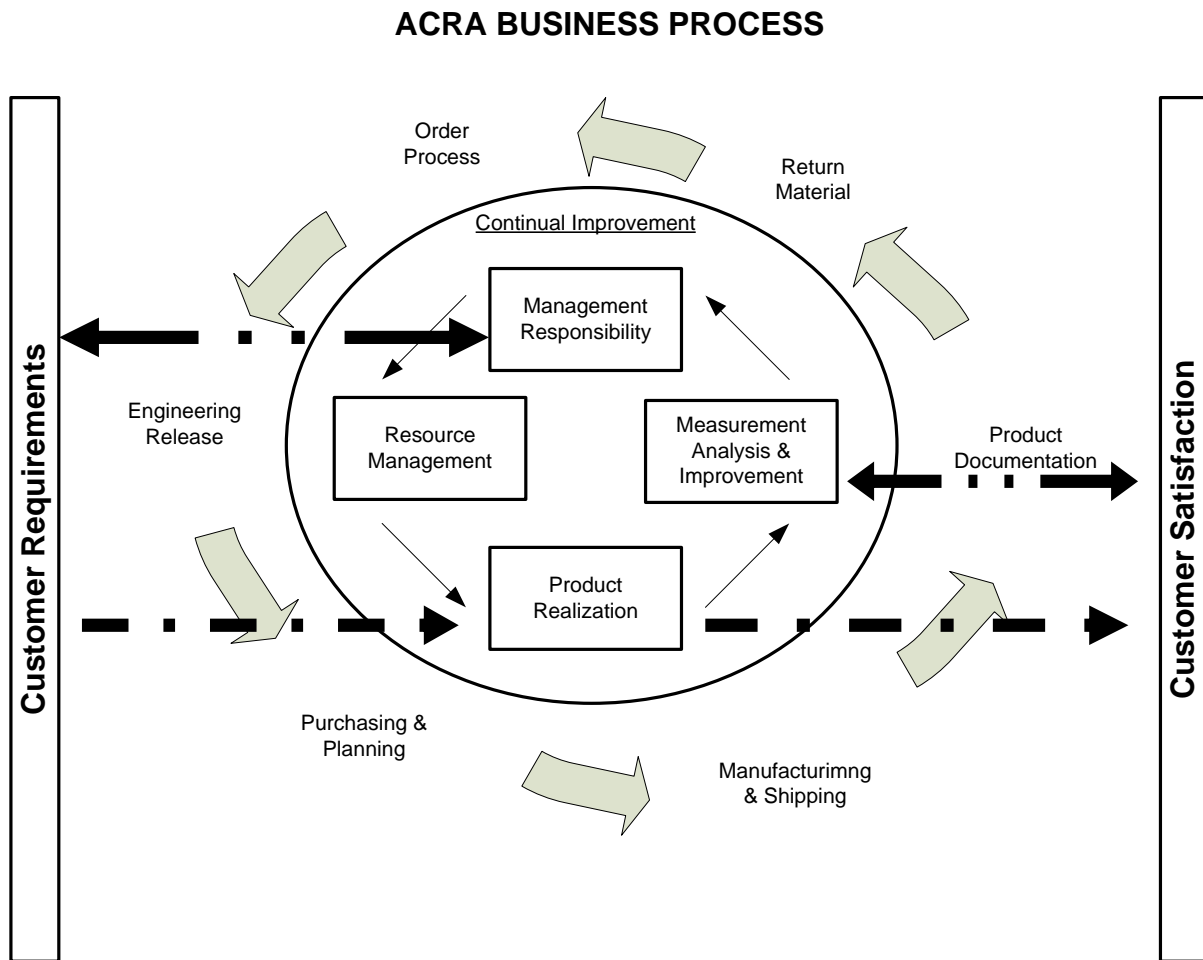 ACRA BUSINESS PROCESS
Customer Requirements
Order
Process
Return
Material
Continual Improvement
Management
Responsibility
Engineering
Release
Resource
Management
Measurement
Analysis &
Improvement
Product
Documentation
Product
Realization
Purchasing &
Planning
Manufacturimng
& Shipping
Customer Satisfaction